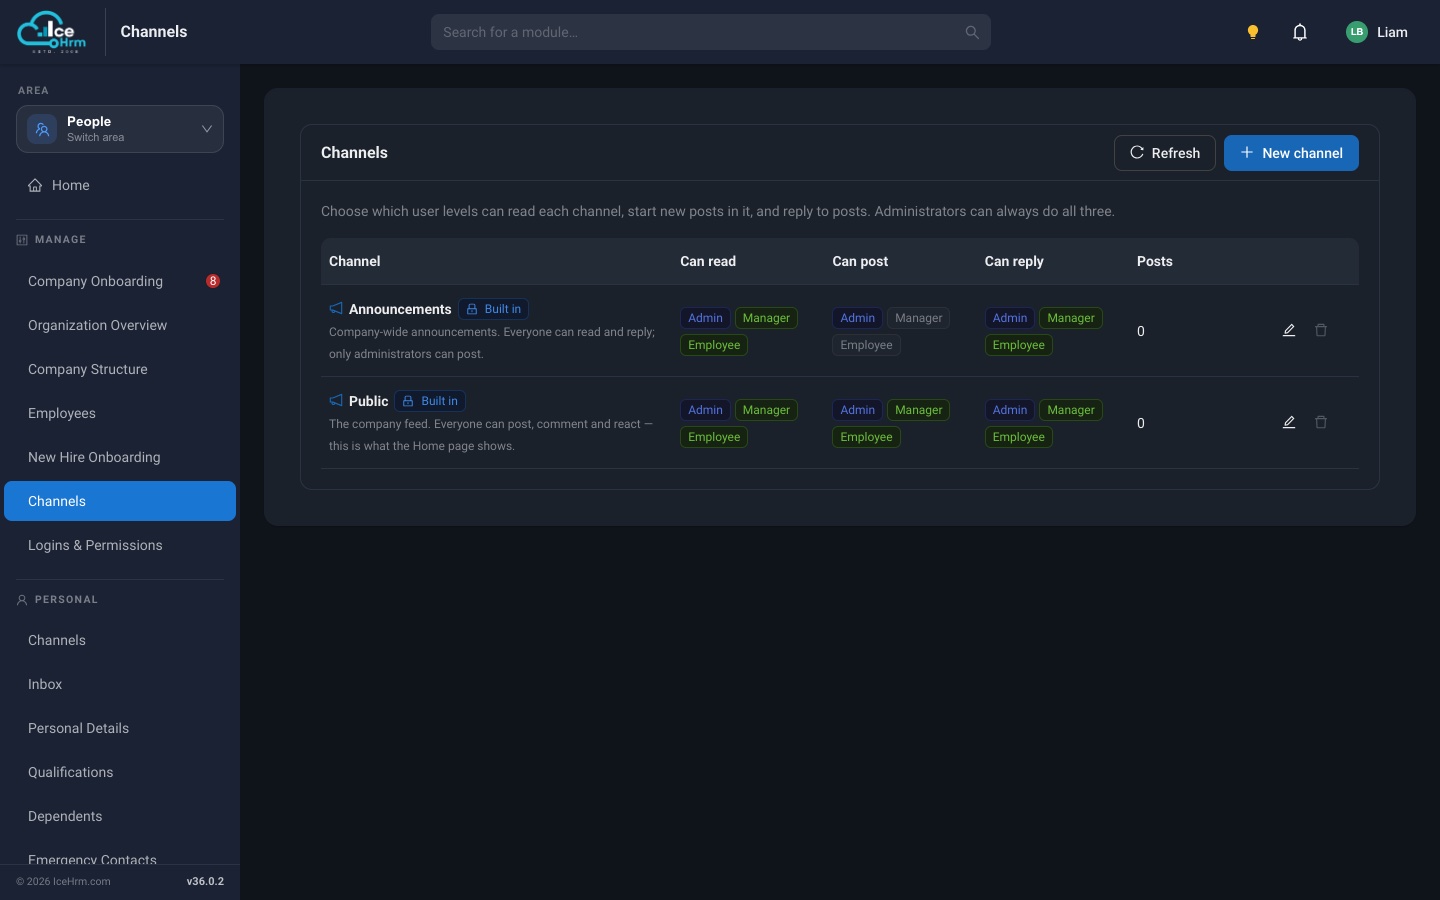 Ice
Hrm
ESTD. 2008
Channels
Search for a module...
LB
Liam
AREA
People
Switch area
Home
MANAGE
Company Onboarding
8
Organization Overview
Company Structure
Employees
New Hire Onboarding
Channels
Logins & Permissions
PERSONAL
Channels
Inbox
Personal Details
Qualifications
Dependents
Emergency Contacts
© 2026 IceHrm.com
v36.0.2
Channels
Refresh
New channel
Choose which user levels can read each channel, start new posts in it, and reply to posts. Administrators can always do all three.
Channel Can read Can post Can reply Posts
Announcements Built in
Company-wide announcements. Everyone can read and reply;
only administrators can post.
Admin Manager
Employee
Admin Manager
Employee
Admin Manager
Employee
0
Public Built in
The company feed. Everyone can post, comment and react —
this is what the Home page shows.
Admin Manager
Employee
Admin Manager
Employee
Admin Manager
Employee
0